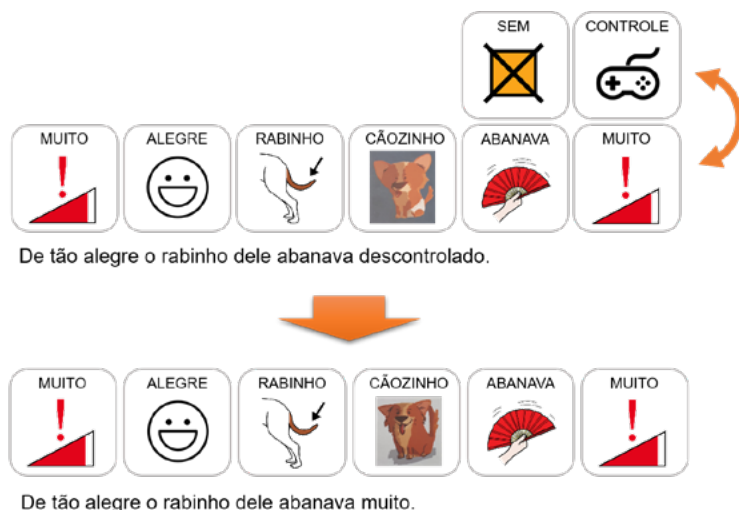 SEM CONTROLE
MUITO ALEGRE RABINHO CÃOZINHO ABANAVA MUITO
De tão alegre o rabinho dele abanava descontrolado.
MUITO ALEGRE RABINHO CÃOZINHO ABANAVA MUITO
De tão alegre o rabinho dele abanava muito.